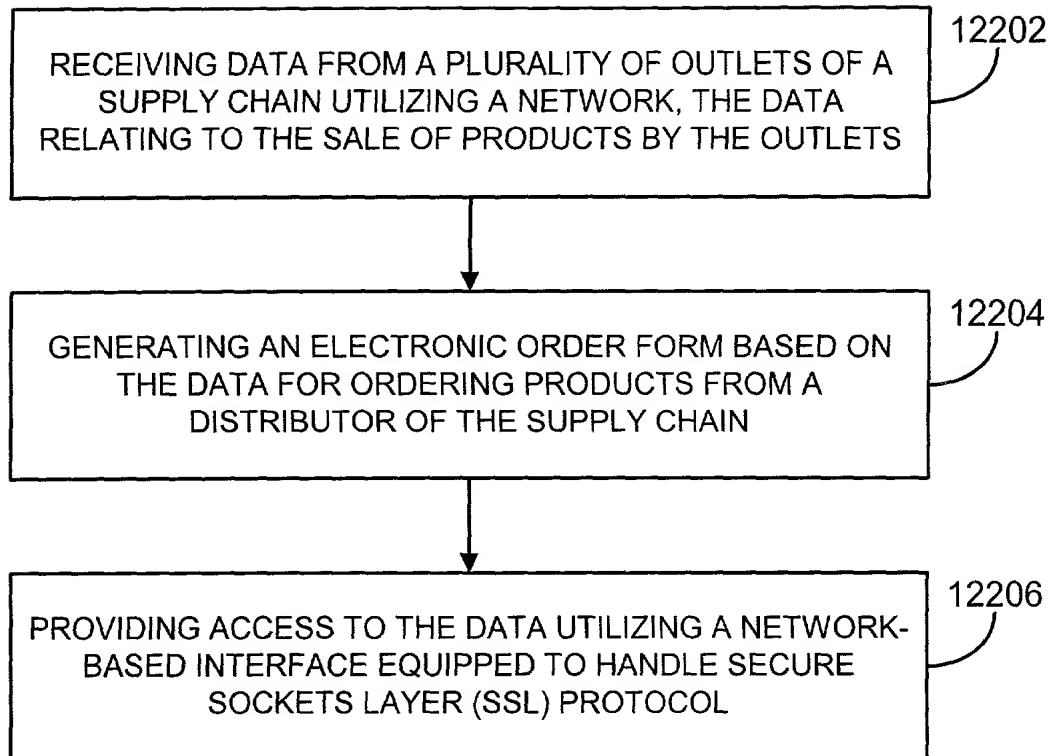 12202
RECEIVING DATA FROM A PLURALITY OF OUTLETS OF A
SUPPLY CHAIN UTILIZING A NETWORK, THE DATA
RELATING TO THE SALE OF PRODUCTS BY THE OUTLETS
12204
GENERATING AN ELECTRONIC ORDER FORM BASED ON
THE DATA FOR ORDERING PRODUCTS FROM A
DISTRIBUTOR OF THE SUPPLY CHAIN
12206
PROVIDING ACCESS TO THE DATA UTILIZING A NETWORK-
BASED INTERFACE EQUIPPED TO HANDLE SECURE
SOCKETS LAYER (SSL) PROTOCOL